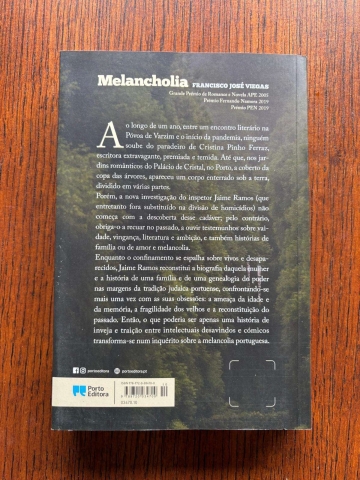 Melancholia FRANCISCO JOSÉ VIEGAS
Grande Prémio de Romance e Novela APE 2005
Prémio Fernando Namora 2019
Prémio PEN 2019
Ao longo de um ano, entre um encontro literário na
Póvoa de Varzim e o início da pandemia, ninguém
soube do paradeiro de Cristina Pinho Ferraz,
escritora extravagante, premiada e temida. Até que, nos jar-
dins românticos do Palácio de Cristal, no Porto, a coberto da
copa das árvores, apareceu um corpo enterrado sob a terra,
dividido em várias partes.
Porém, a nova investigação do inspetor Jaime Ramos (que
entretanto fora substituído na divisão de homicídios) não
começa com a descoberta desse cadáver; pelo contrário,
obriga-o a recuar no passado, a ouvir testemunhos sobre vai-
dade, vingança, literatura e ambição, e também histórias de
família ou de amor e melancolia.
Enquanto o confinamento se espalha sobre vivos e desapa-
recidos, Jaime Ramos reconstitui a biografia daquela mulher
e a história de uma família e de uma genealogia do poder
nas margens da tradição judaica portuense, confrontando-se
mais uma vez com as suas obsessões: a ameaça da idade e
da memória, a fragilidade dos velhos e a reconstituição do
passado. Então, o que poderia ser apenas uma história de
inveja e traição entre intelectuais desavindos e cómicos
transforma-se num inquérito sobre a melancolia portuguesa.
portoeditora portoeditora.pt
Porto
Editora